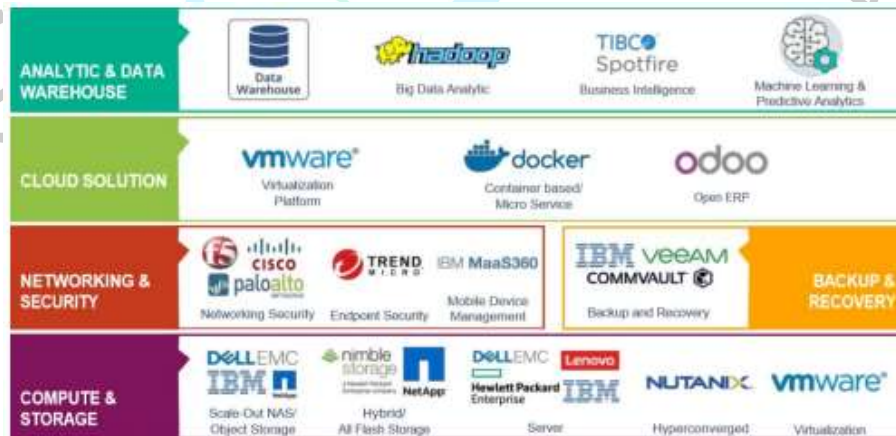 ANALYTIC & DATA
WAREHOUSE
Data
Warehouse
hadoop
Big Data Analytic
TIBCO
Spotfire
Business Intelligence
Machine Learning &
Predictive Analytics
CLOUD SOLUTION
vmware®
Virtualization
Platform
docker
Container based/
Micro Service
odoo
Open ERP
NETWORKING &
SECURITY
f5
CISCO
paloalto
Networking Security
TREND
MICRO
Endpoint Security
IBM MaaS360
Mobile Device
Management
IBM veeAM
COMMVAULT
Backup and Recovery
BACKUP &
RECOVERY
COMPUTE &
STORAGE
DELLEMC
IBM
Scale-Out NAS/
Object Storage
nimble
storage
NetApp
Hybrid/
All Flash Storage
DELLEMC
Lenovo
Hewlett Packard
Enterprise
IBM
Server
NUTANIX
Hyperconverged
vmware®
Virtualization